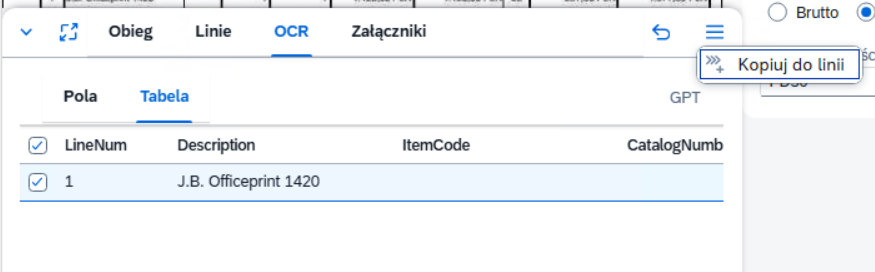 Brutto
Obieg Linie OCR Załączniki
Kopiuj do linii
Pola Tabela GPT
LineNum Description ItemCode CatalogNumb
1 J.B. Officeprint 1420